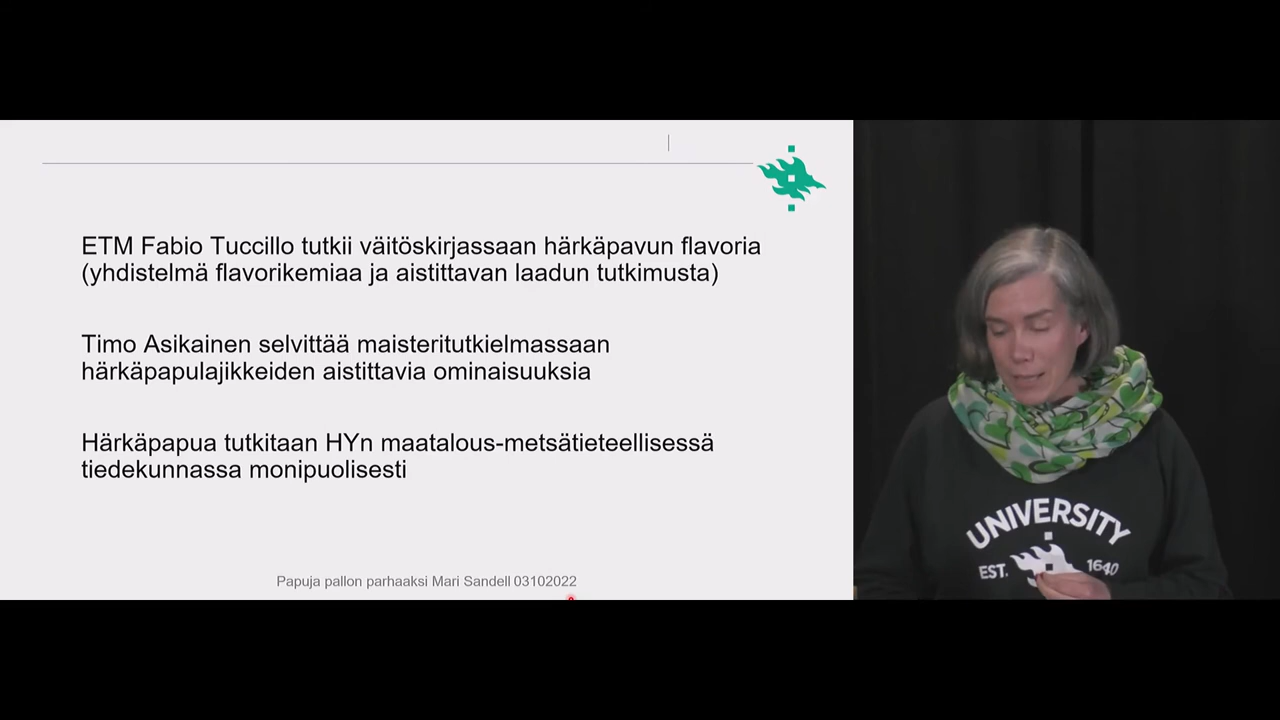 ETM Fabio Tuccillo tutkii väitöskirjassaan härkäpavun flavoria
(yhdistelmä flavorikemiaa ja aistittavan laadun tutkimusta)
Timo Asikainen selvittää maisteritutkielmassaan
härkäpapulajikkeiden aistittavia ominaisuuksia
Härkäpapua tutkitaan HYn maatalous-metsätieteellisessä
tiedekunnassa monipuolisesti
Papuja pallon parhaaksi Mari Sandell 03102022
UNIVERSITY
EST. 1640